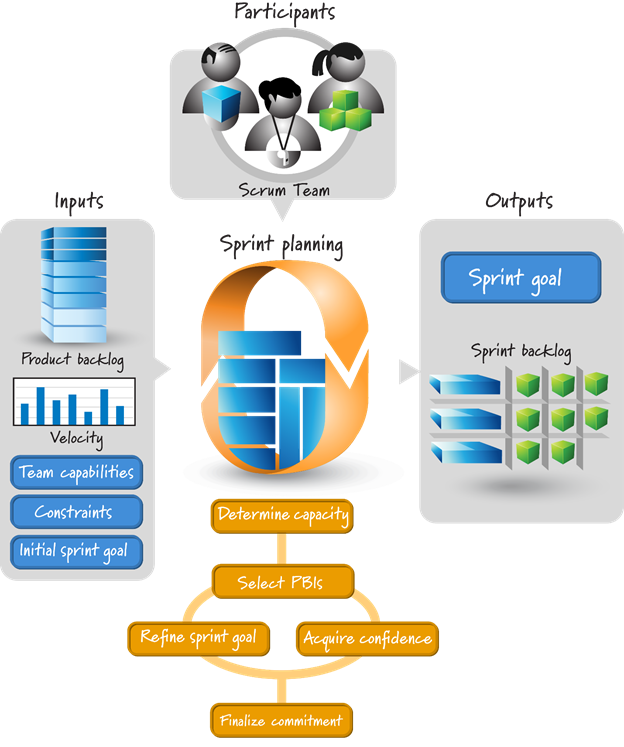 Participants
Scrum Team
Inputs
Product backlog
Velocity
Team capabilities
Constraints
Initial sprint goal
Sprint planning
Determine capacity
Select PBIs
Refine sprint goal
Acquire confidence
Finalize commitment
Outputs
Sprint goal
Sprint backlog